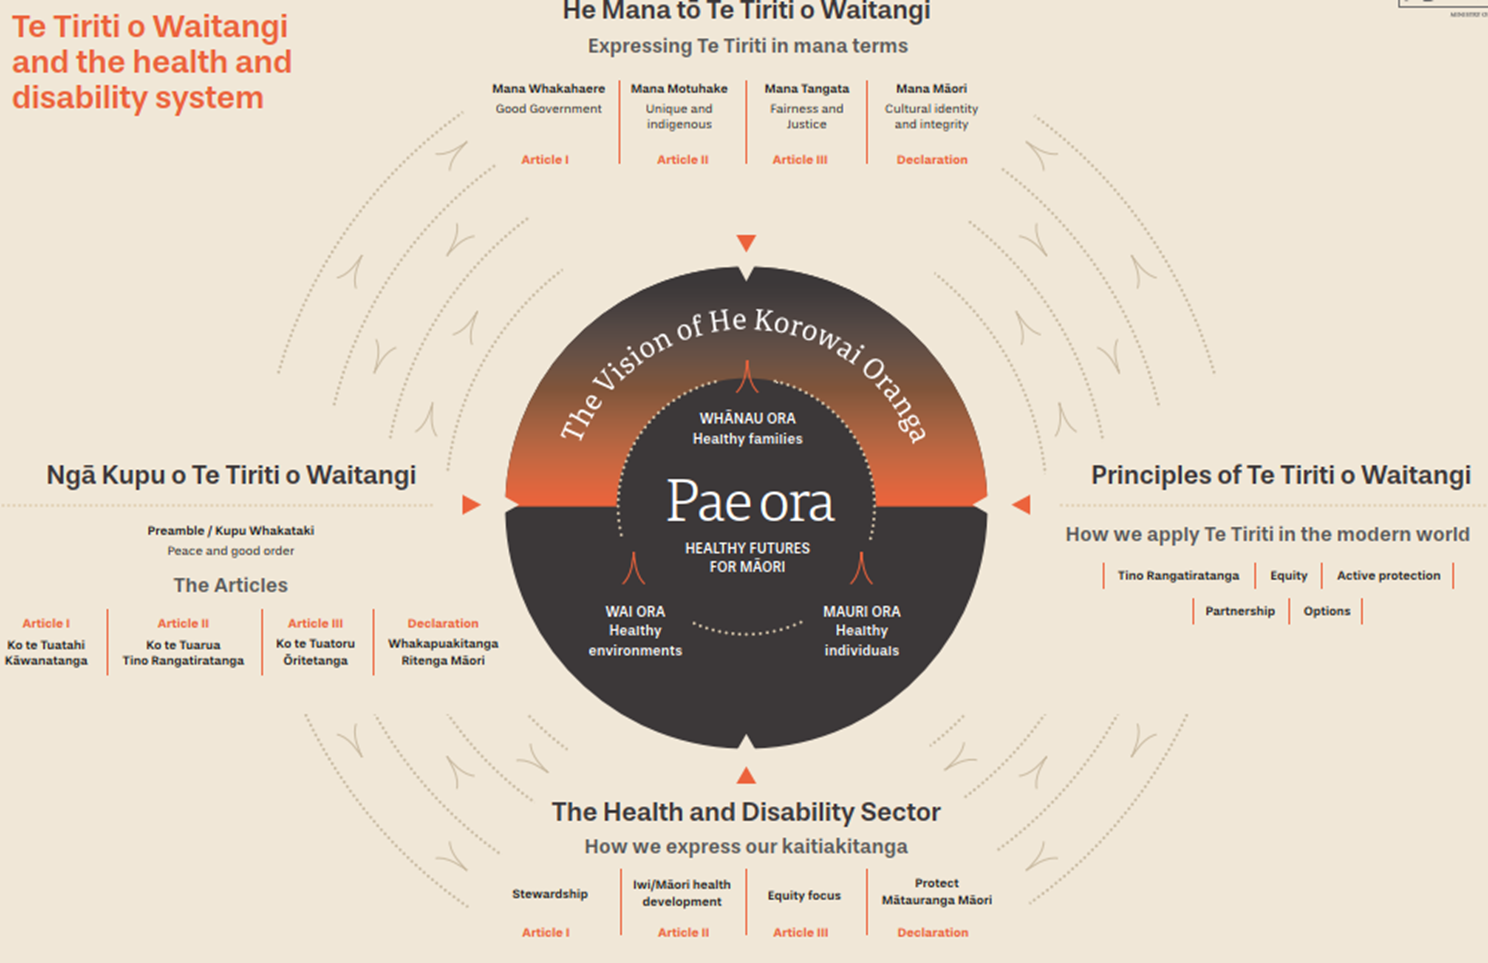 Te Tiriti o Waitangi
and the health and
disability system
He Mana tō Te Tiriti o Waitangi
Expressing Te Tiriti in mana terms
Mana Whakahaere
Good Government
Article I
Mana Motuhake
Unique and
indigenous
Article II
Mana Tangata
Fairness and
Justice
Article III
Mana Māori
Cultural identity
and integrity
Declaration
The Vision of He Korowai Oranga
WHĀNAU ORA
Healthy families
Pae ora
HEALTHY FUTURES
FOR MĀORI
WAI ORA
Healthy
environments
MAURI ORA
Healthy
individuals
Ngā Kupu o Te Tiriti o Waitangi
Preamble / Kupu Whakataki
Peace and good order
The Articles
Article I
Ko te Tuatahi
Kāwanatanga
Article II
Ko te Tuarua
Tino Rangatiratanga
Article III
Ko te Tuatoru
Ōritetanga
Declaration
Whakapuakitanga
Ritenga Māori
Principles of Te Tiriti o Waitangi
How we apply Te Tiriti in the modern world
Tino Rangatiratanga
Equity
Active protection
Partnership
Options
The Health and Disability Sector
How we express our kaitiakitanga
Stewardship
Article I
Iwi/Māori health
development
Article II
Equity focus
Article III
Protect
Mātauranga Māori
Declaration